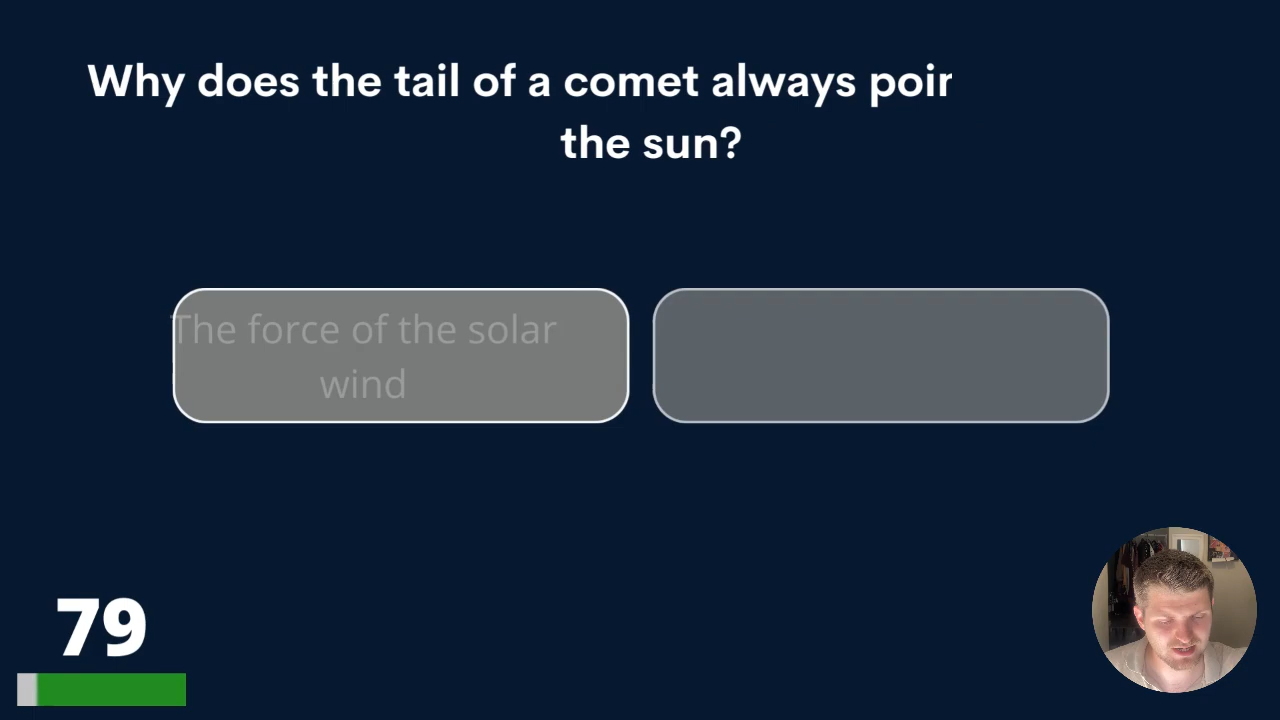 Why does the tail of a comet always poir
the sun?
The force of the solar
wind
79